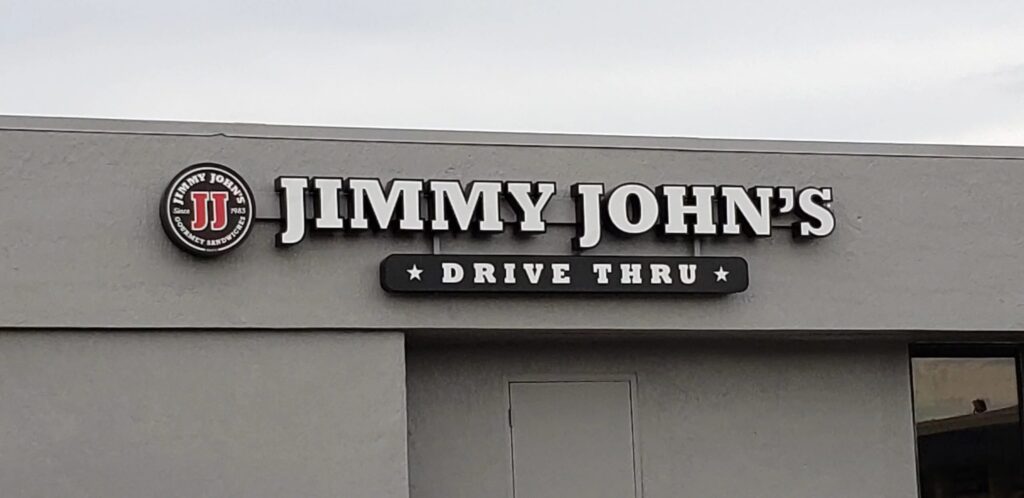 JIMMY JOHN'S
Since JJ 1983
GOURMET SANDWICHES
JIMMY JOHN'S
★ DRIVE THRU ★